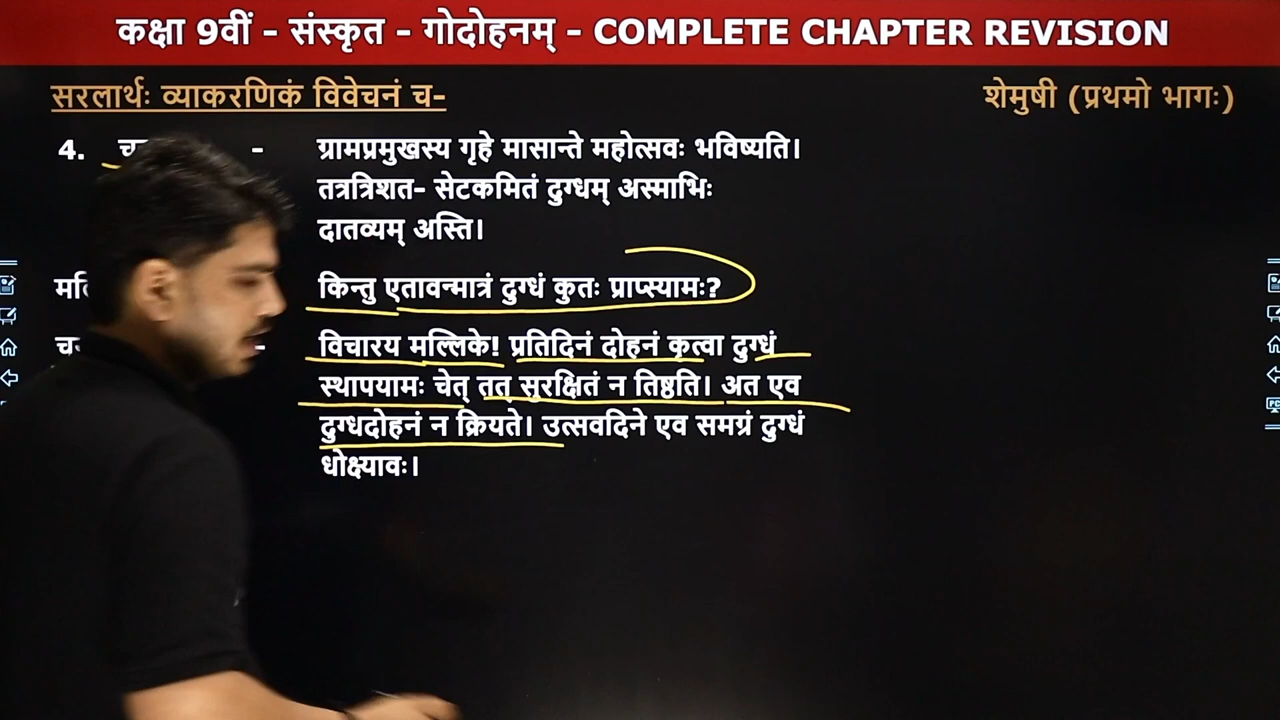 कक्षा 9वीं - संस्कृत - गोदोहनम् - COMPLETE CHAPTER REVISION
सरलार्थः व्याकरणिकं विवेचनं च-
शेमुषी (प्रथमो भागः)
4. - ग्रामप्रमुखस्य गृहे मासान्ते महोत्सवः भविष्यति।
तत्रत्रिशत- सेटकमितं दुग्धम् अस्माभिः
दातव्यम् अस्ति।
किन्तु एतावन्मात्रं दुग्धं कुतः प्राप्स्यामः?
- विचारय मल्लिके! प्रतिदिनं दोहनं कृत्वा दुग्धं
स्थापयामः चेत् तत् सुरक्षितं न तिष्ठति। अत एव
दुग्धदोहनं न क्रियते। उत्सवदिने एव समग्रं दुग्धं
धोक्ष्यावः।